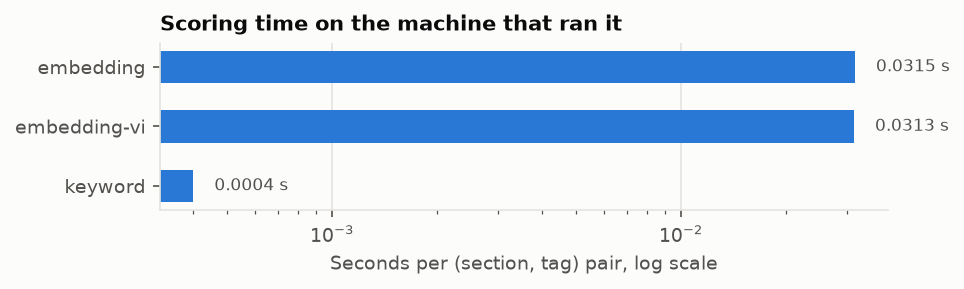 Scoring time on the machine that ran it
embedding 0.0315 s
embedding-vi 0.0313 s
keyword 0.0004 s
10⁻³ 10⁻²
Seconds per (section, tag) pair, log scale